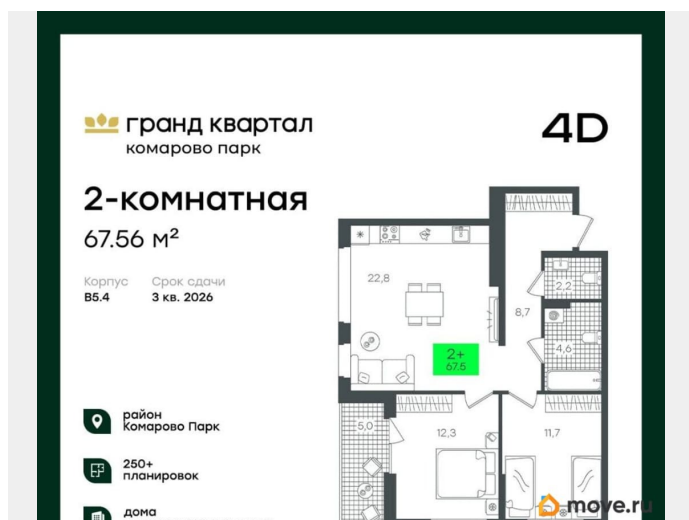 гранд квартал
комарово парк
4D
2-комнатная
67.56 м²
Корпус
Срок сдачи
В5.4
3 кв. 2026
22,8
2,2
8,7
4,6
2+
67.5
5,0
12,3
11,7
район
Комарово Парк
250+
планировок
дома
move.ru